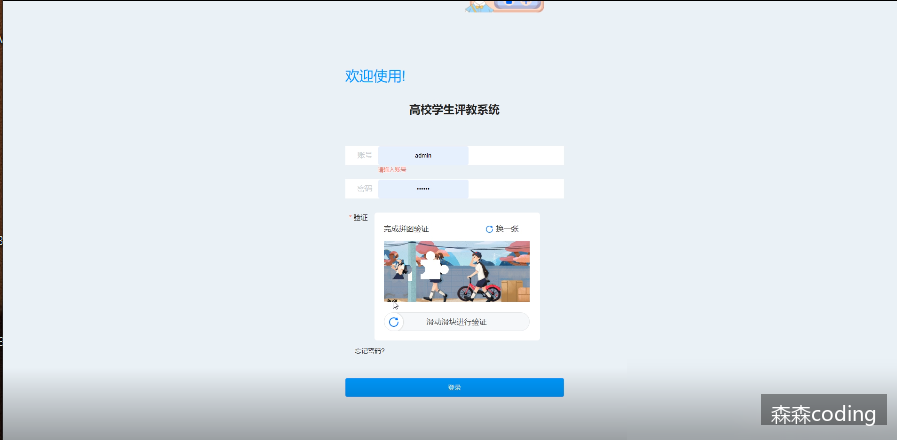 欢迎使用!
高校学生评教系统
账号 admin
请输入账号
密码 ••••••
* 验证
完成拼图验证 换一张
滑动滑块进行验证
忘记密码?
登录
森森coding